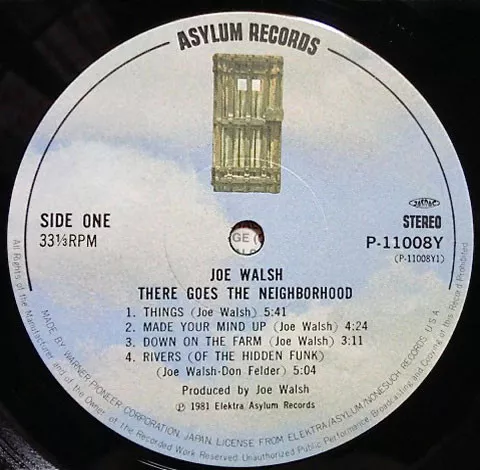 ASYLUM RECORDS
SIDE ONE
33⅓RPM
JASRAC
STEREO
P-11008Y
(P-11008Y1)
GE (
JOE WALSH
THERE GOES THE NEIGHBORHOOD
1. THINGS (Joe Walsh) 5:41
2. MADE YOUR MIND UP (Joe Walsh) 4:24
3. DOWN ON THE FARM (Joe Walsh) 3:11
4. RIVERS (OF THE HIDDEN FUNK)
(Joe Walsh-Don Felder) 5:04
Produced by Joe Walsh
℗ 1981 Elektra Asylum Records
MADE BY WARNER-PIONEER CORPORATION, JAPAN, LICENSE FROM ELEKTRA/ASYLUM/NONESUCH RECORDS U.S.A.
All Rights of the Manufacturer and of the Owner of the Recorded Work Reserved. Unauthorized Public Performance, Broadcasting and Copying of this Record Prohibited